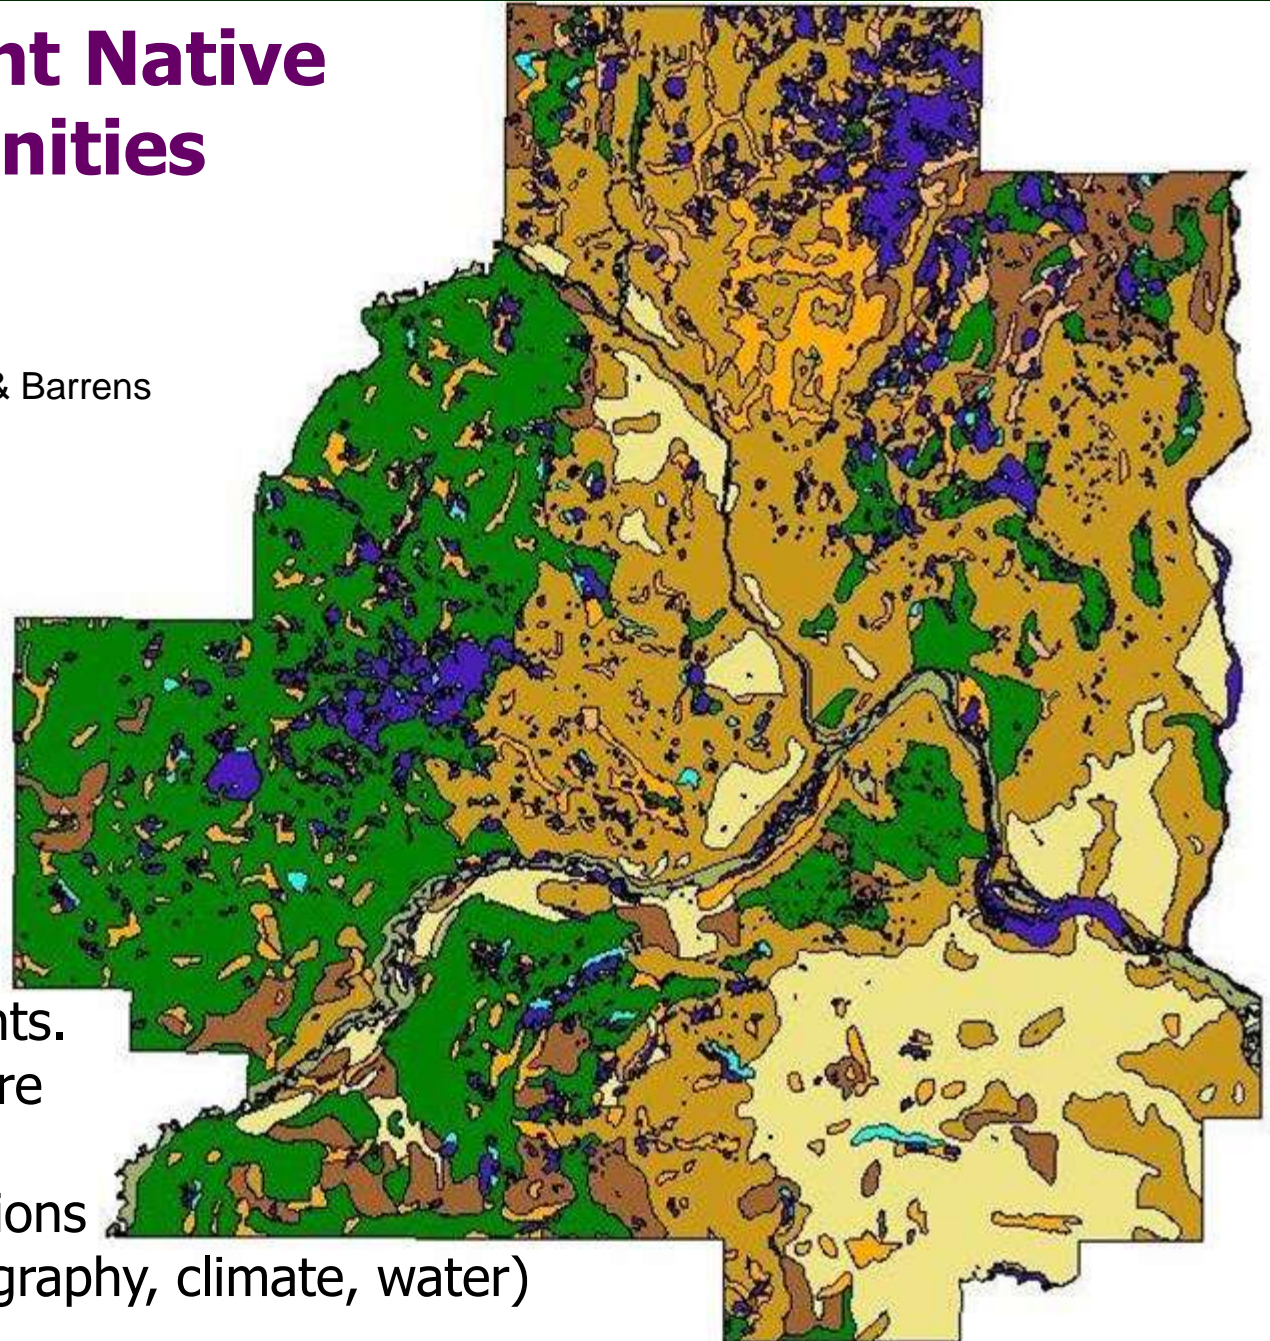 nt Native
nities
& Barrens
nts.
re
ions
graphy, climate, water)